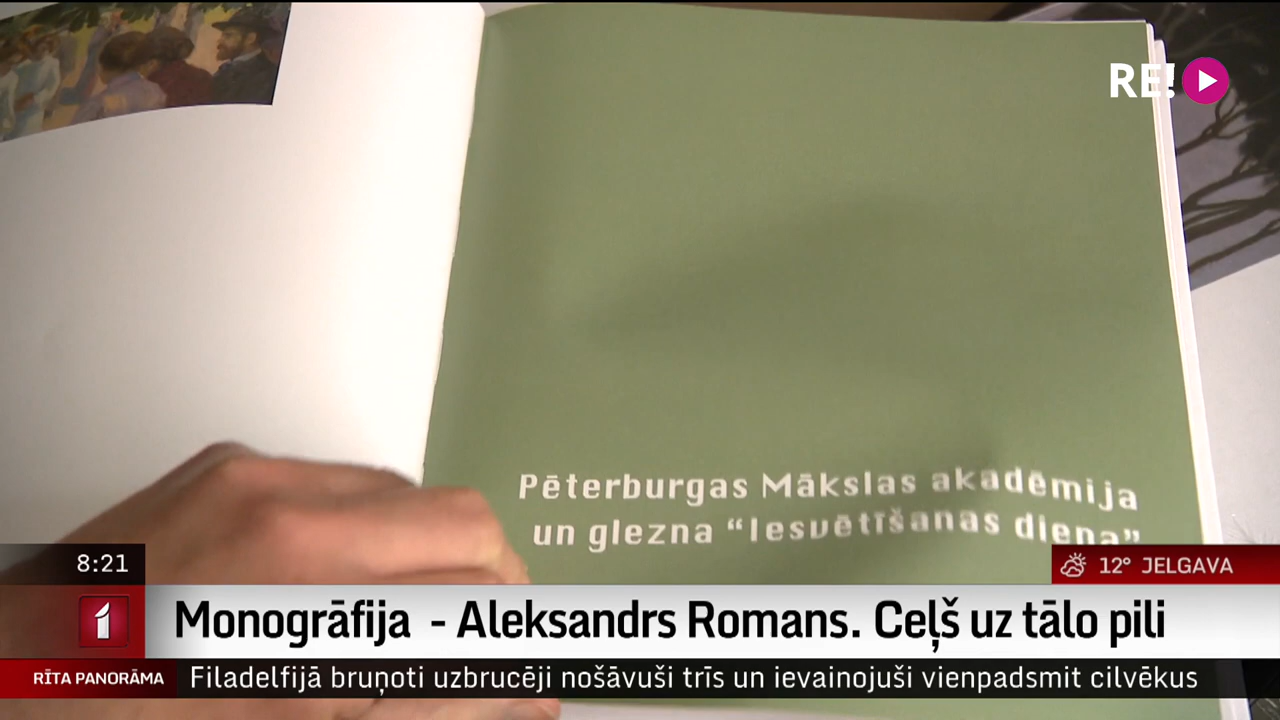 RE!
Pēterburgas Mākslas akadēmija
un glezna “Iesvētīšanas diena”
8:21
12° JELGAVA
1
Monogrāfija - Aleksandrs Romans. Ceļš uz tālo pili
RĪTA PANORĀMA
Filadelfijā bruņoti uzbrucēji nošāvuši trīs un ievainojuši vienpadsmit cilvēkus